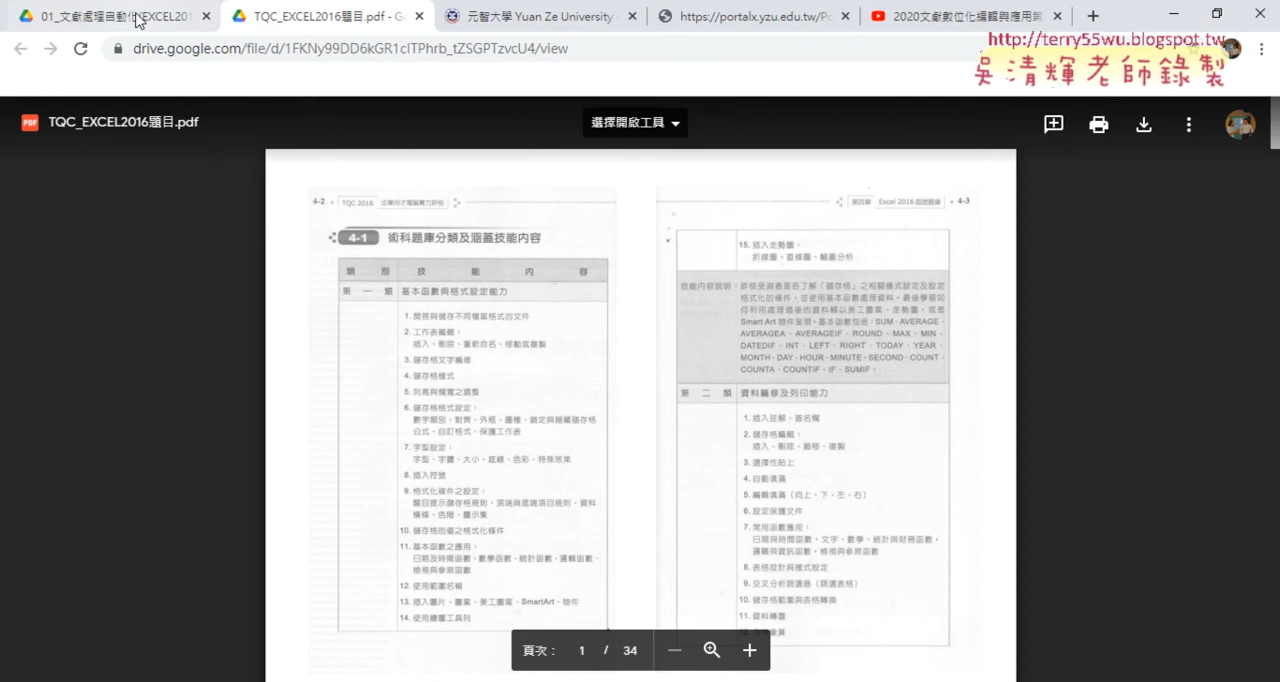 01_文獻處理自動化EXCEL201
TQC_EXCEL2016題目.pdf - Go
元智大學 Yuan Ze University -
https://portalx.yzu.edu.tw/Po
2020文獻數位化編輯與應用
drive.google.com/file/d/1FKNy99DD6kGR1cITPhrb_tZSGPTzvcU4/view
http://terry55wu.blogspot.tw
吳清輝老師錄製
PDF
TQC_EXCEL2016題目.pdf
選擇開啟工具
4-2
TQC 2016 企業用才電腦實力評核
4-1 術科題庫分類及涵蓋技能內容
類別 技能內容
第一類 基本函數與格式設定能力
1. 開啟與儲存不同檔案格式的文件
2. 工作表編輯：
插入、刪除、重新命名、移動或複製
3. 儲存格文字編修
4. 儲存格樣式
5. 列高與欄寬之調整
6. 儲存格格式設定：
數字類別、對齊、外框、圖樣、鎖定與隱藏儲存格
公式、自訂格式、保護工作表
7. 字型設定：
字型、字體、大小、底線、色彩、特殊效果
8. 插入符號
9. 格式化條件之設定：
醒目提示儲存格規則、頂端與底端項目規則、資料
橫條、色階、圖示集
10. 儲存格的值之格式化條件
11. 基本函數之應用：
日期及時間函數、數學函數、統計函數、邏輯函數、
檢視與參照函數
12. 使用範圍名稱
13. 插入圖片、圖案、美工圖案、SmartArt、物件
14. 使用繪圖工具列
第四章 Excel 2016 認證題庫
4-3
15. 插入走勢圖：
折線圖、直條圖、輸贏分析
技能內容說明：評核受測者是否了解「儲存格」之相關樣式設定及設定
格式化的條件，並使用基本函數處理資料，最後學習如
何利用處理過後的資料輔以美工圖案、走勢圖，或是
SmartArt 物件呈現。基本函數包含：SUM、AVERAGE、
AVERAGEA、AVERAGEIF、ROUND、MAX、MIN、
DATEDIF、INT、LEFT、RIGHT、TODAY、YEAR、
MONTH、DAY、HOUR、MINUTE、SECOND、COUNT、
COUNTA、COUNTIF、IF、SUMIF。
第二類 資料編修及列印能力
1. 插入註解、簽名欄
2. 儲存格編輯：
插入、刪除、搬移、複製
3. 選擇性貼上
4. 自動填滿
5. 編輯填滿（向上、下、左、右）
6. 設定保護文件
7. 常用函數應用：
日期與時間函數、文字、數學、統計與財務函數、
邏輯與資訊函數、檢視與參照函數
8. 表格設計與樣式設定
9. 交叉分析篩選器（篩選表格）
10. 儲存格範圍與表格轉換
11. 資料轉置
頁次： 1 / 34